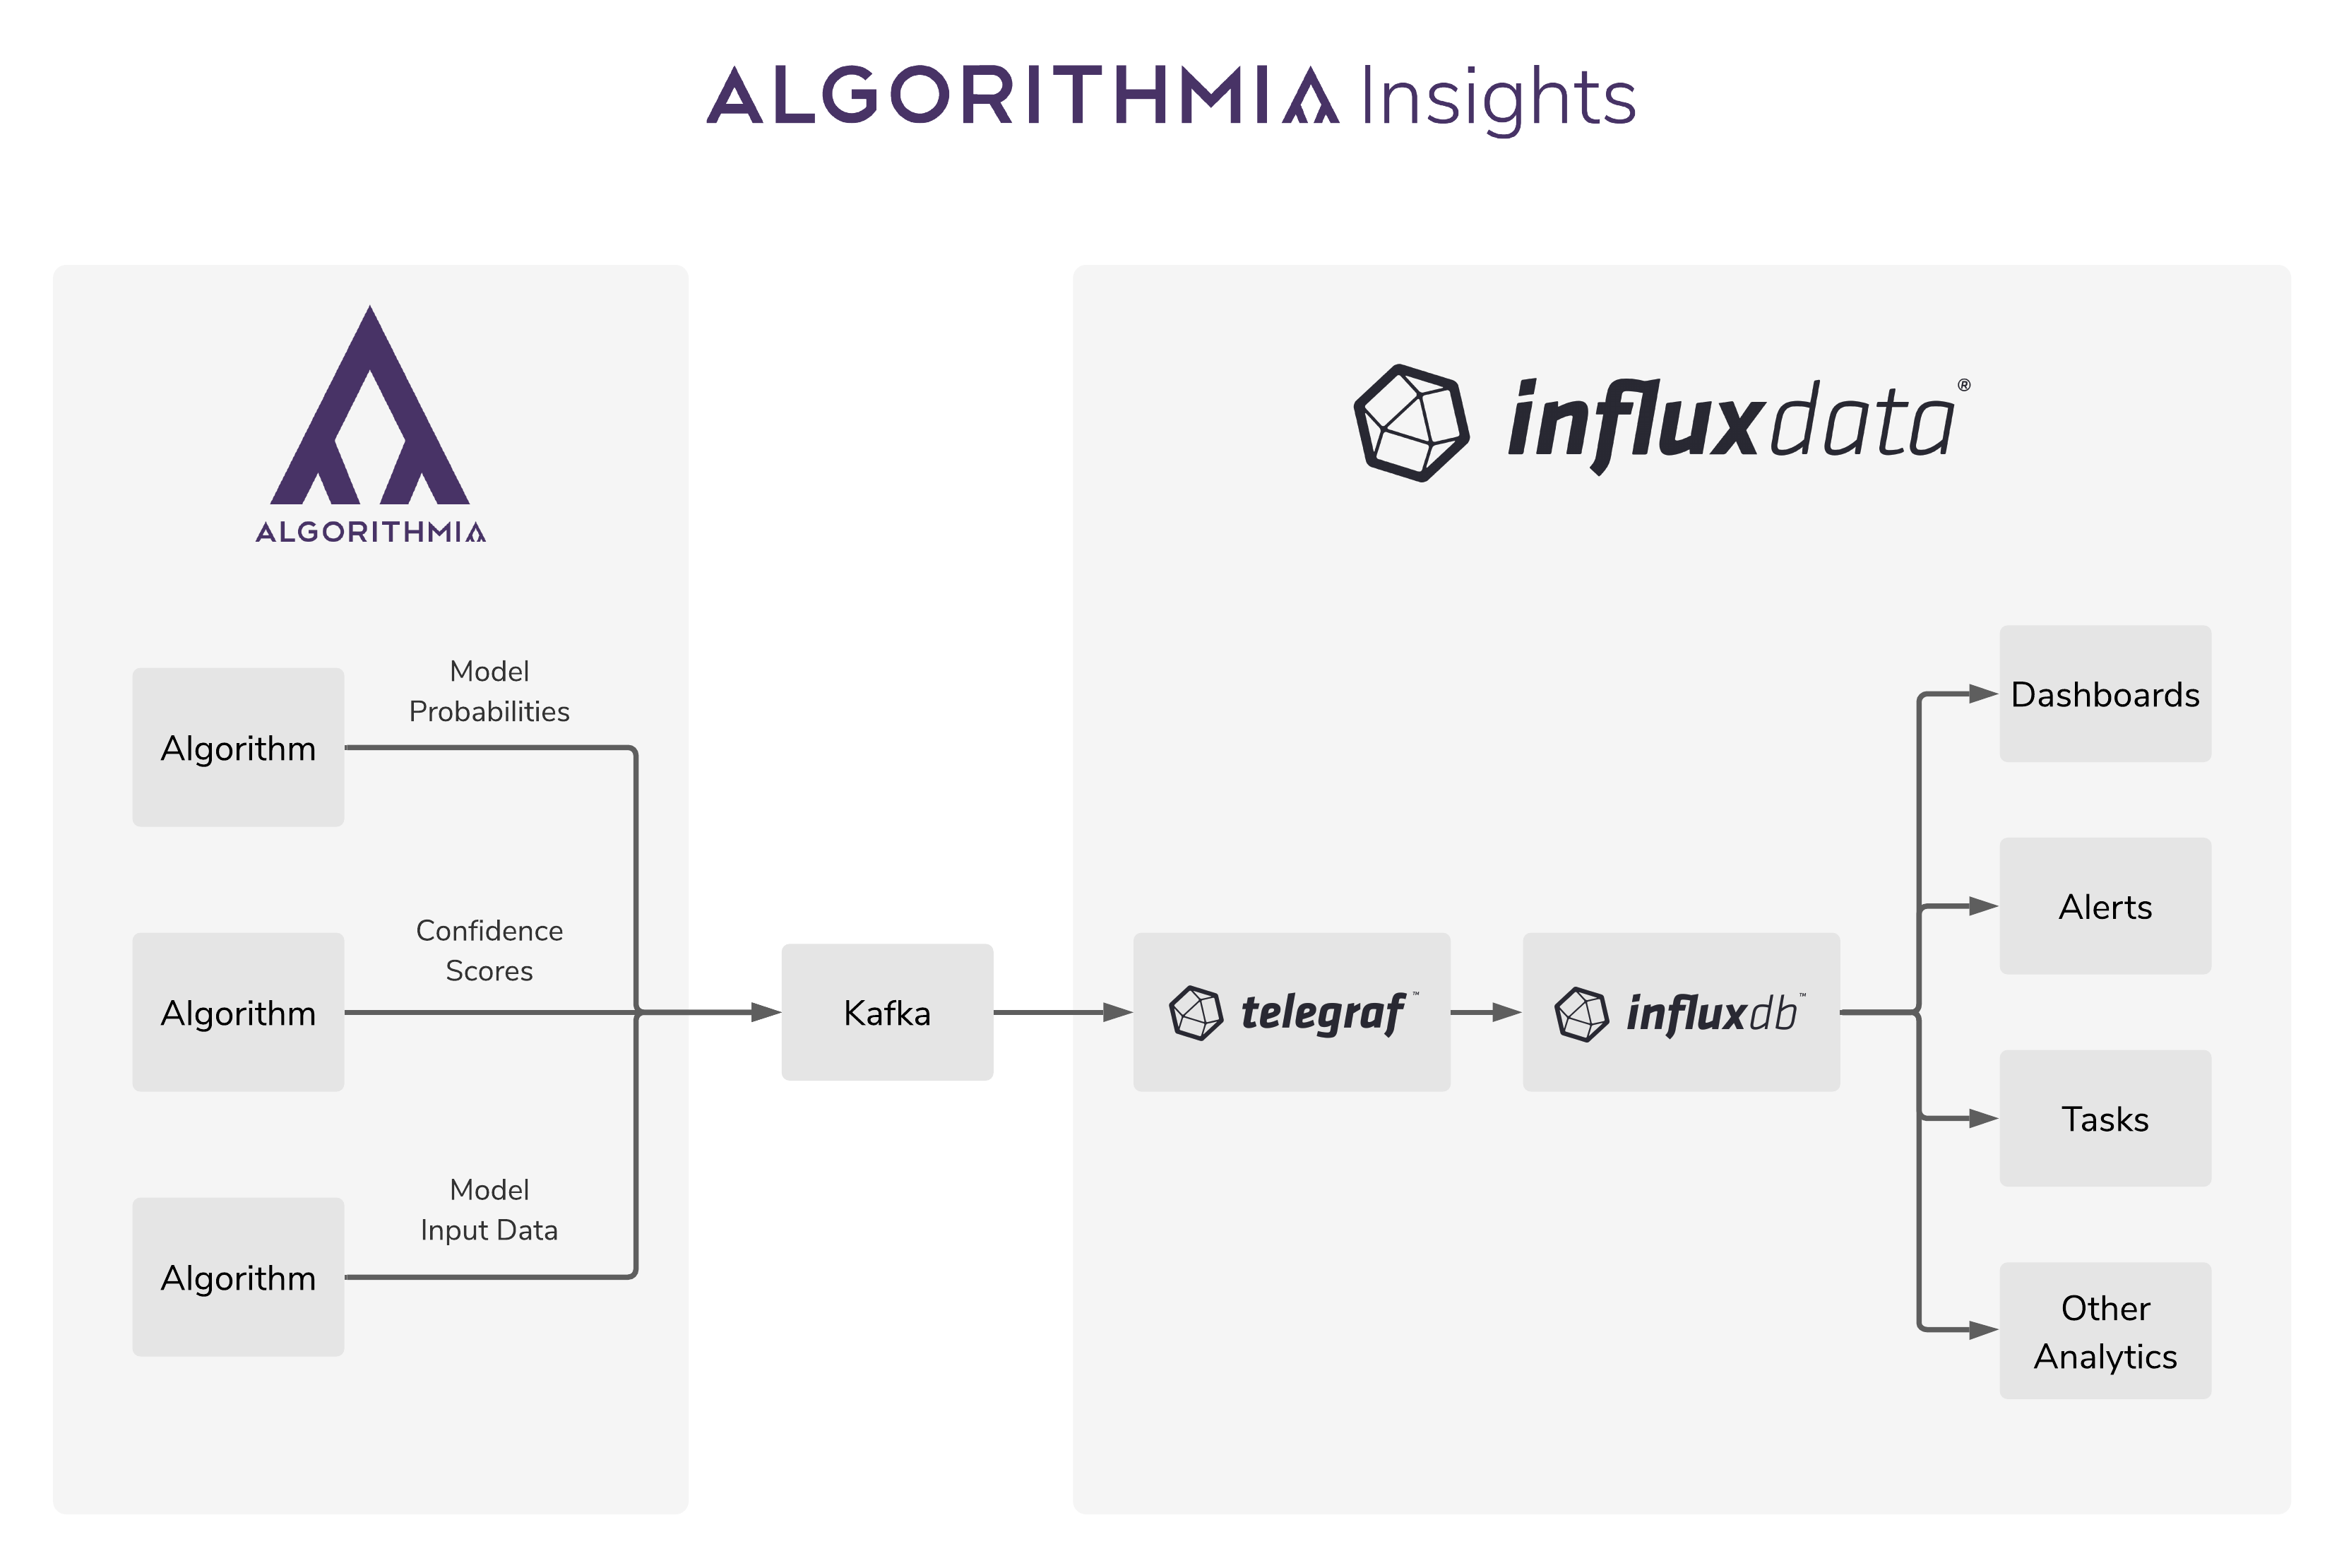 ALGORITHMIA Insights
ALGORITHMIA
Algorithm
Model
Probabilities
Algorithm
Confidence
Scores
Algorithm
Model
Input Data
Kafka
influxdata®
telegraf™
influxdb™
Dashboards
Alerts
Tasks
Other
Analytics